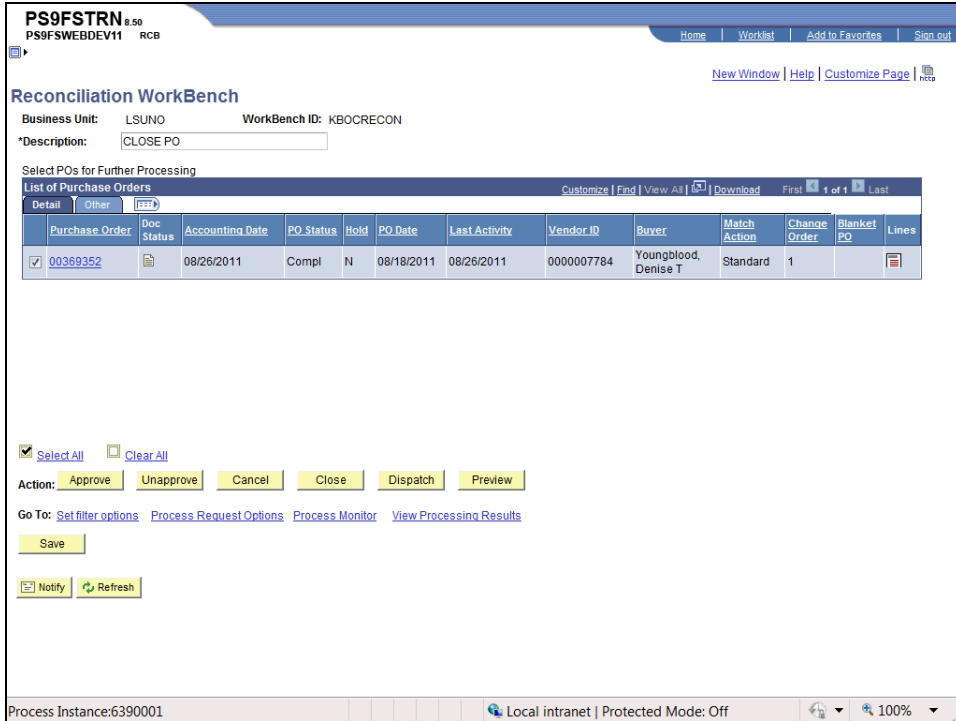 PS9FSTRN 8.50
PS9FSWEBDEV11 RCB
Home | Worklist | Add to Favorites | Sign out
New Window | Help | Customize Page | http
Reconciliation WorkBench
Business Unit: LSUNO WorkBench ID: KBOCRECON
*Description: CLOSE PO
Select POs for Further Processing
List of Purchase Orders Customize | Find | View All | | Download First 1 of 1 Last
Detail Other
Purchase Order Doc Status Accounting Date PO Status Hold PO Date Last Activity Vendor ID Buyer Match Action Change Order Blanket PO Lines
00369352 08/26/2011 Compl N 08/18/2011 08/26/2011 0000007784 Youngblood, Denise T Standard 1
Select All Clear All
Action: Approve Unapprove Cancel Close Dispatch Preview
Go To: Set filter options Process Request Options Process Monitor View Processing Results
Save
Notify Refresh
Process Instance:6390001 Local intranet | Protected Mode: Off 100%